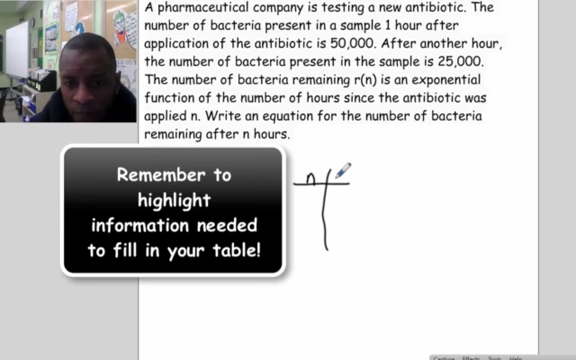 A pharmaceutical company is testing a new antibiotic. The
number of bacteria present in a sample 1 hour after
application of the antibiotic is 50,000. After another hour,
the number of bacteria present in the sample is 25,000.
The number of bacteria remaining r(n) is an exponential
function of the number of hours since the antibiotic was
applied n. Write an equation for the number of bacteria
remaining after n hours.
Remember to
highlight
information needed
to fill in your table!
n
Capture Effects Tools Help